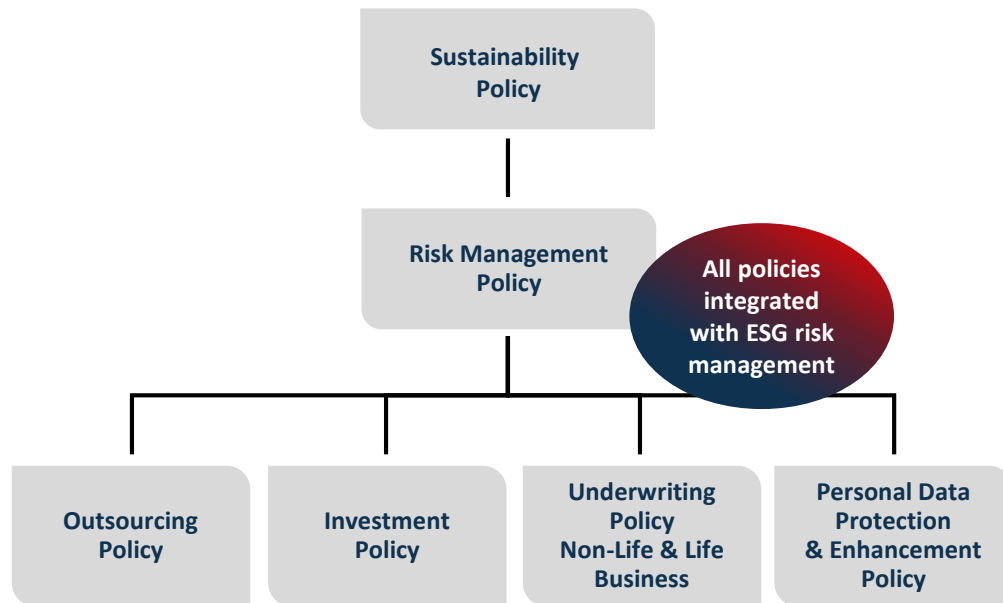 Sustainability
Policy
Risk Management
Policy
All policies
integrated
with ESG risk
management
Outsourcing
Policy
Investment
Policy
Underwriting
Policy
Non-Life & Life
Business
Personal Data
Protection
& Enhancement
Policy